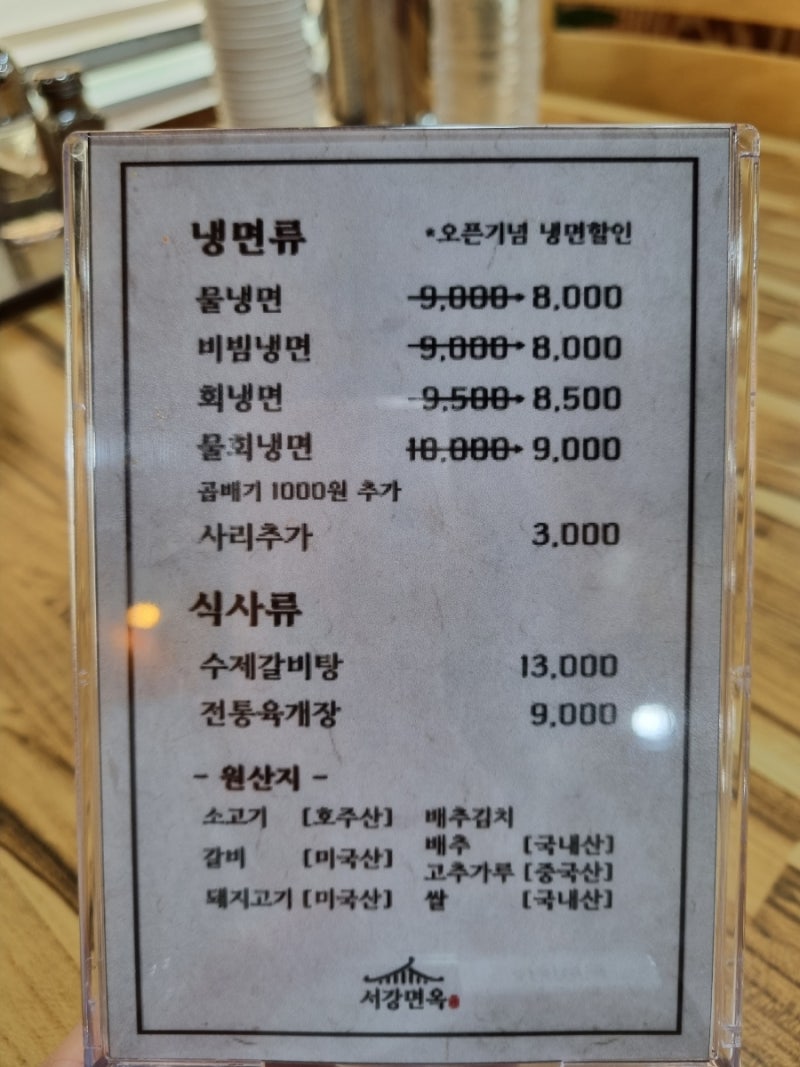 냉면류 *오픈기념 냉면할인
물냉면 9,000 → 8,000
비빔냉면 9,000 → 8,000
회냉면 9,500 → 8,500
물회냉면 10,000 → 9,000
곱배기 1000원 추가
사리추가 3,000
식사류
수제갈비탕 13,000
전통육개장 9,000
- 원산지 -
소고기 [호주산] 배추김치
배추 [국내산]
갈비 [미국산]
고추가루 [중국산]
돼지고기 [미국산] 쌀 [국내산]
서강면옥